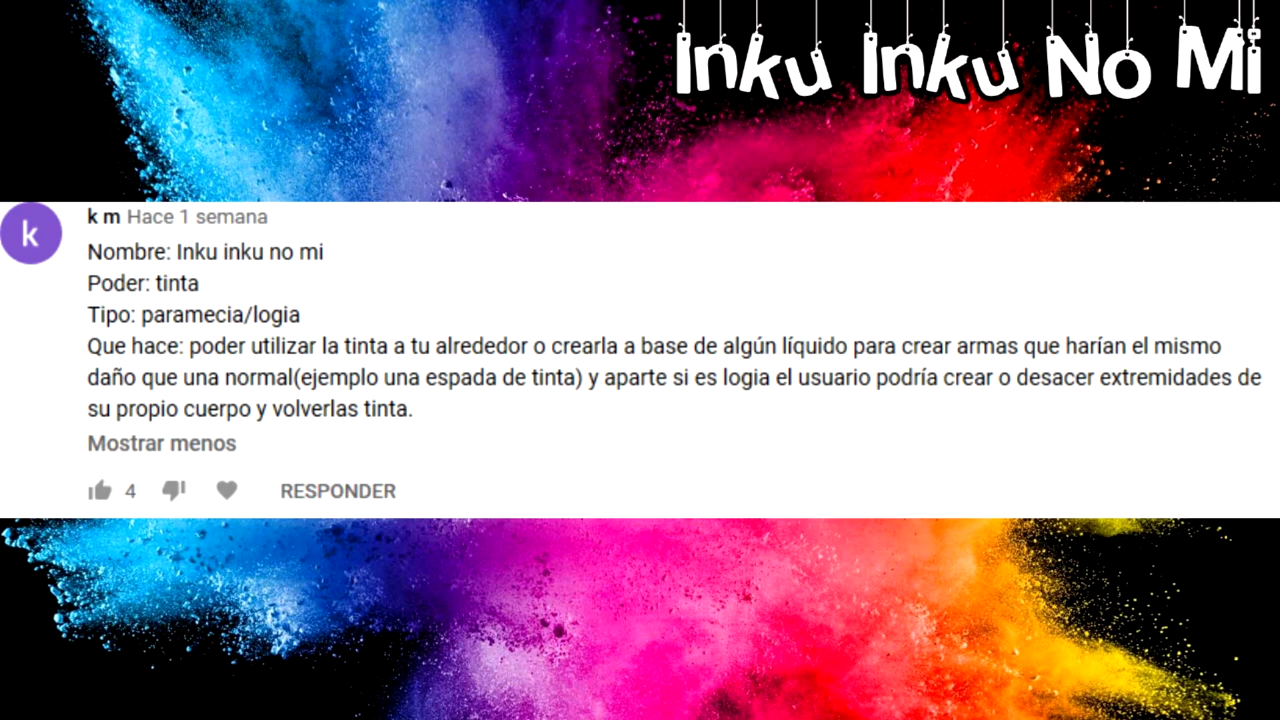 Inku Inku No Mi
k
k m Hace 1 semana
Nombre: Inku inku no mi
Poder: tinta
Tipo: paramecia/logia
Que hace: poder utilizar la tinta a tu alrededor o crearla a base de algún líquido para crear armas que harían el mismo
daño que una normal(ejemplo una espada de tinta) y aparte si es logia el usuario podría crear o desacer extremidades de
su propio cuerpo y volverlas tinta.
Mostrar menos
4 RESPONDER